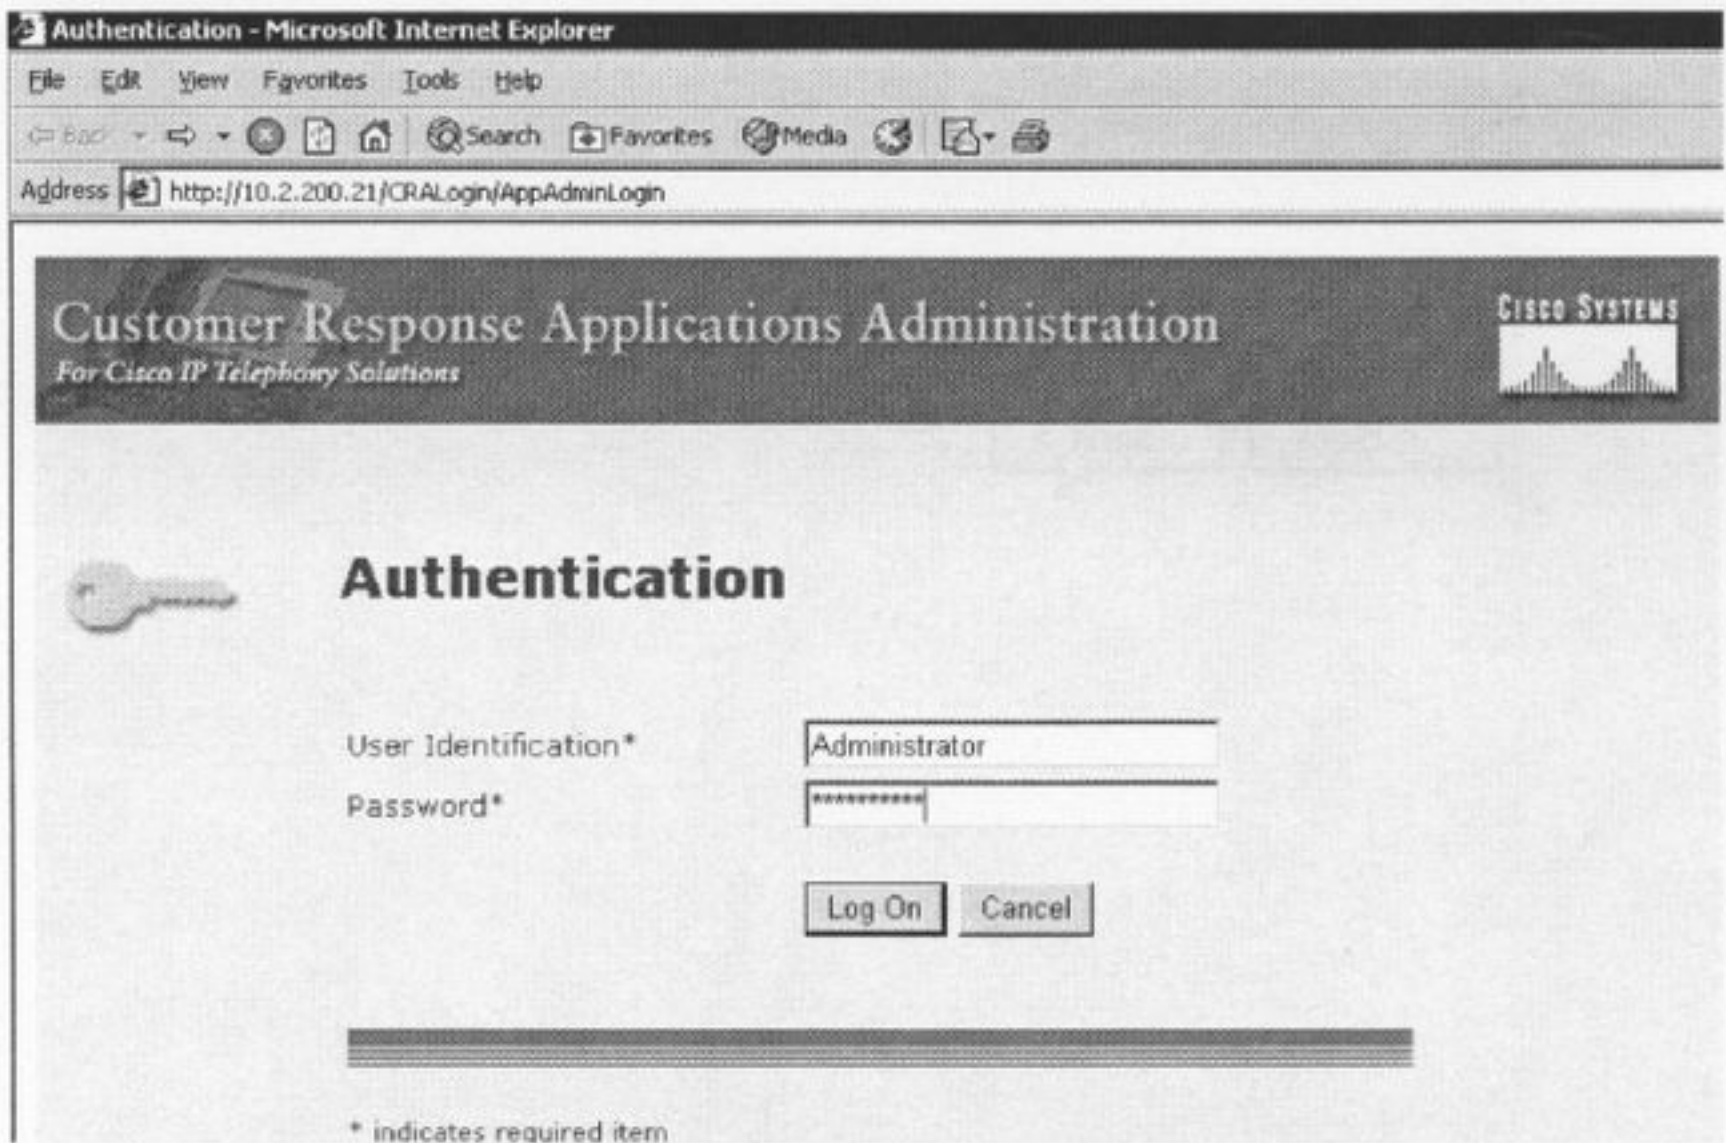 Authentication - Microsoft Internet Explorer
File Edit View Favorites Tools Help
Back Search Favorites Media
Address http://10.2.200.21/CRALogin/AppAdminLogin
Customer Response Applications Administration
For Cisco IP Telephony Solutions
CISCO SYSTEMS
Authentication
User Identification* Administrator
Password* **********
Log On Cancel
* indicates required item